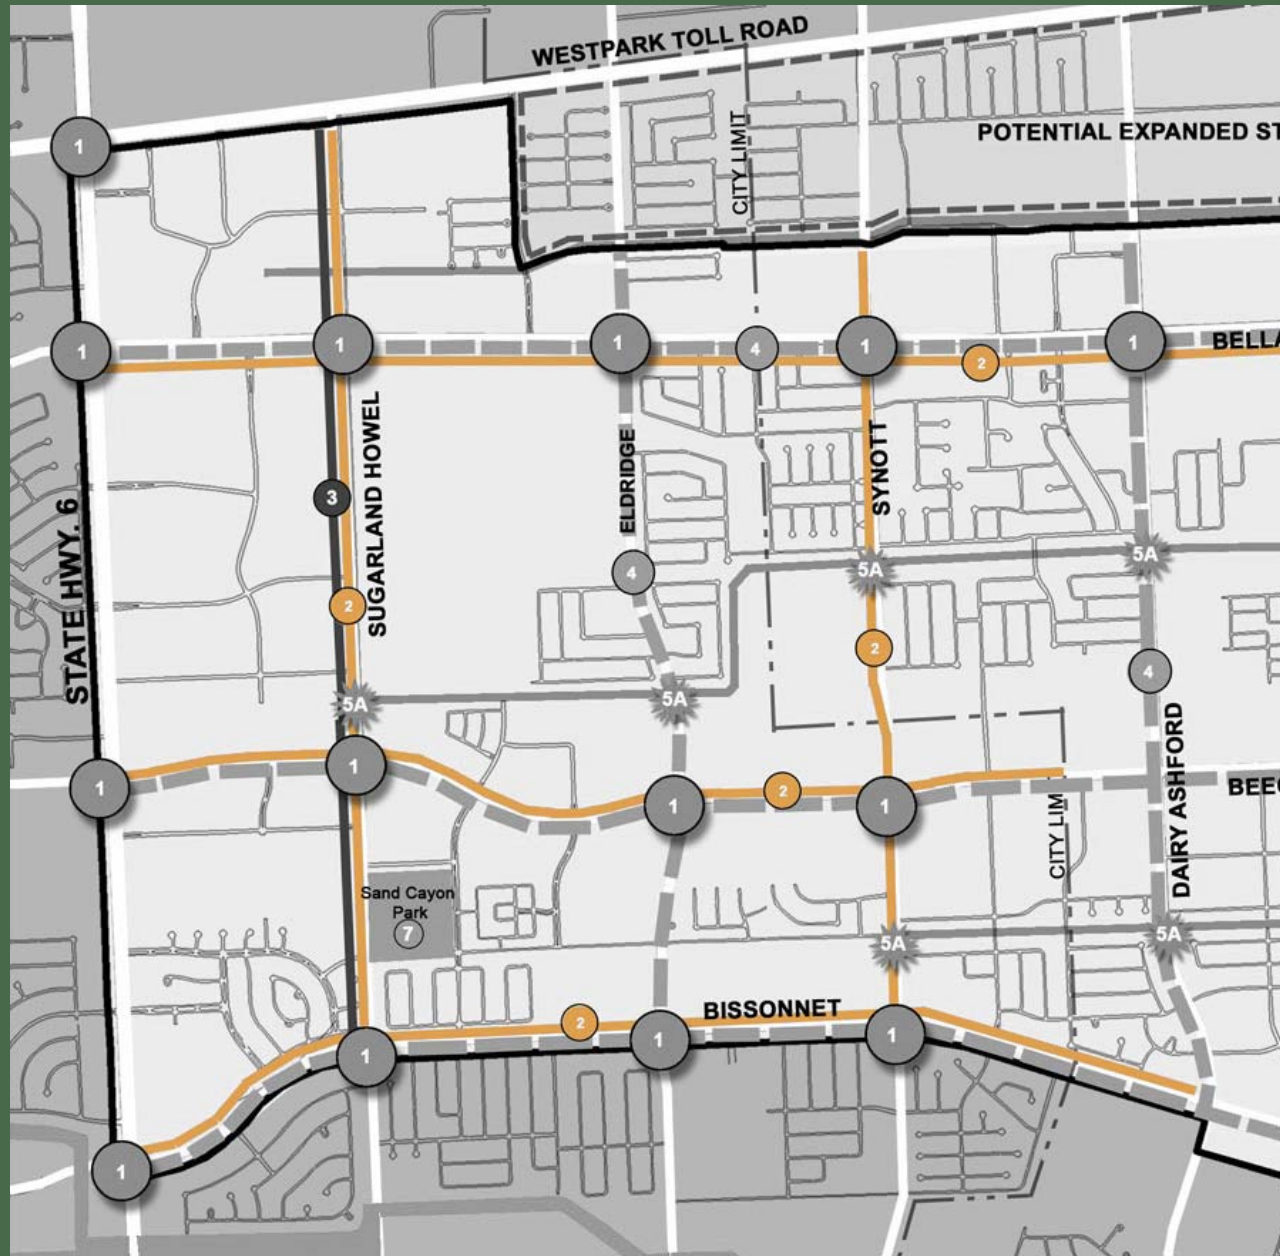 WESTPARK TOLL ROAD
CITY LIMIT
POTENTIAL EXPANDED ST
1
1
1
1
4
1
2
1
BELLA
SUGARLAND HOWEL
ELDRIDGE
SYNOTT
STATE HWY. 6
3
5A
5A
4
2
2
4
5A
5A
DAIRY ASHFORD
1
1
2
1
1
BEEC
CITY LIM
Sand Cayon
Park
7
5A
5A
BISSONNET
2
1
1
1
1